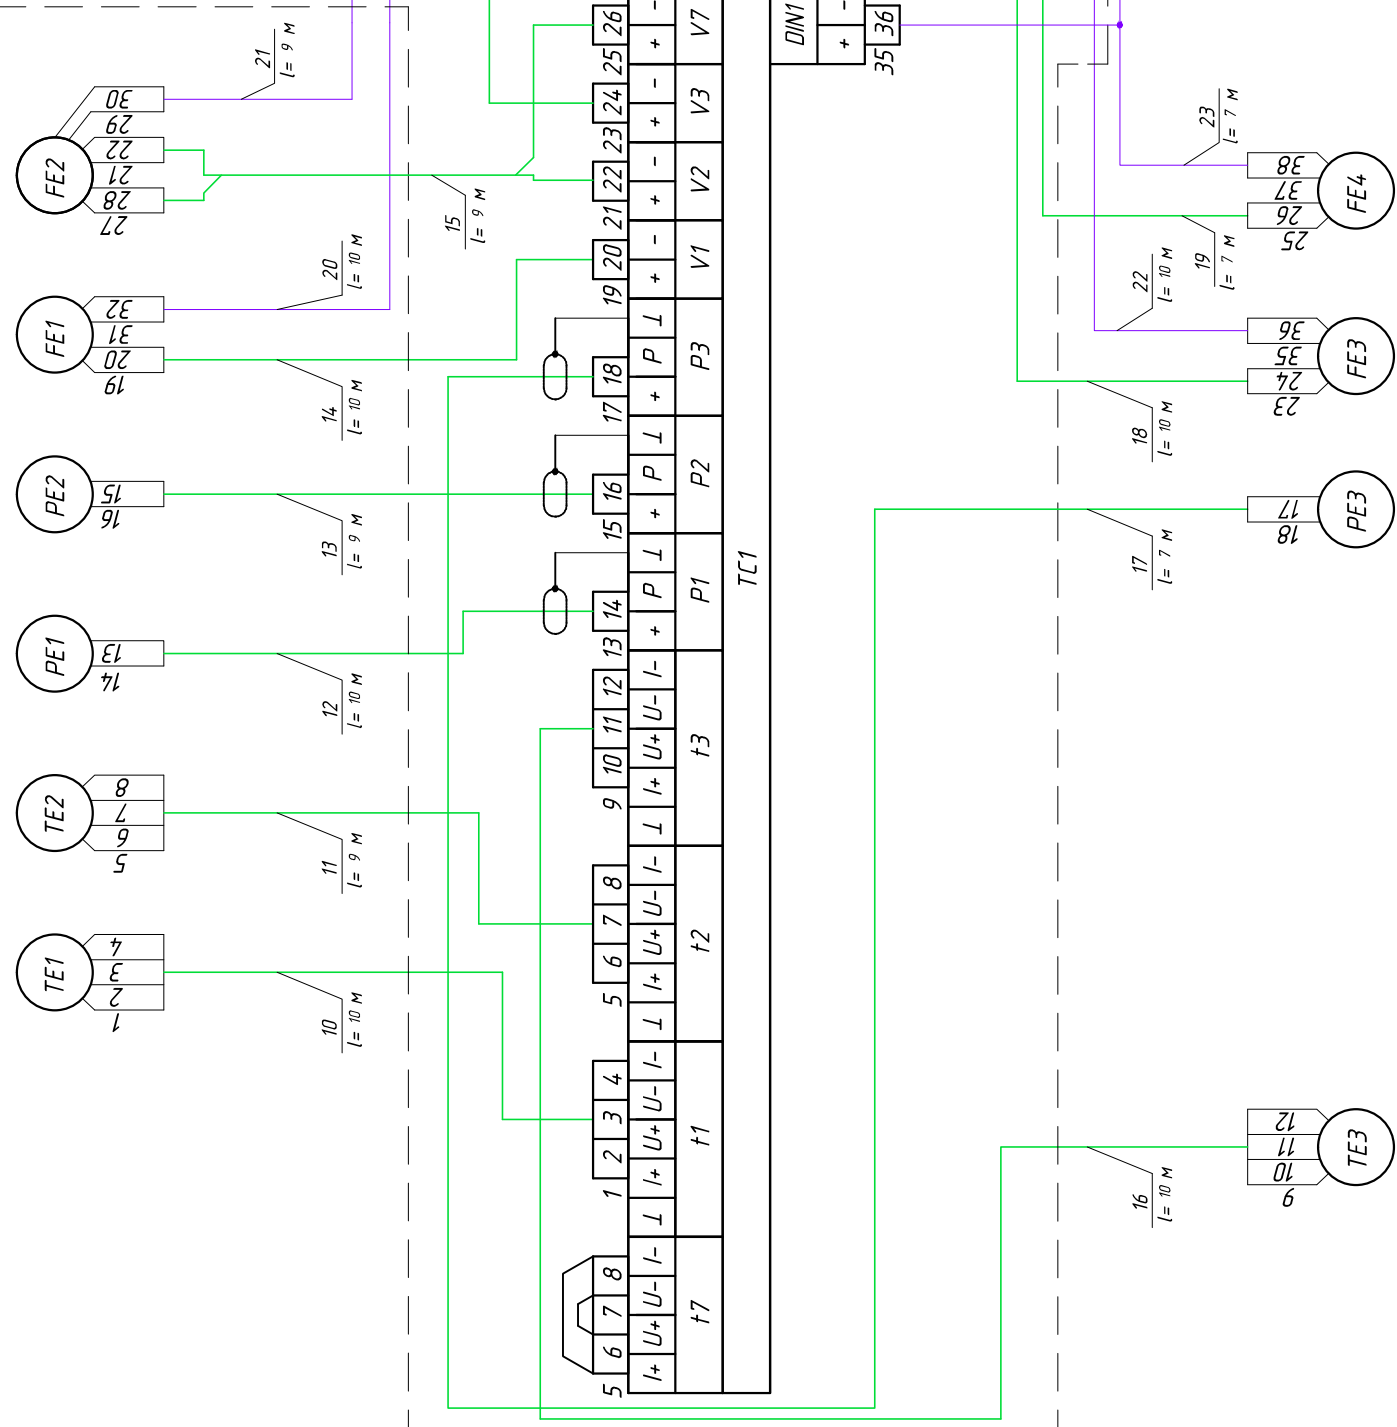 FE2
30
29
22
21
28
27
21
l= 9 м
15
l= 9 м
FE1
32
31
20
19
20
l= 10 м
14
l= 10 м
PE2
15
16
13
l= 9 м
PE1
13
14
12
l= 10 м
TE2
8
7
6
5
11
l= 9 м
TE1
4
3
2
1
10
l= 10 м
26
25
-
+
V7
24
23
-
+
V3
22
21
-
+
V2
20
19
-
+
V1
18
17
⊥
P
+
P3
16
15
⊥
P
+
P2
14
13
⊥
P
+
P1
12
11
10
9
I-
U-
U+
I+
⊥
t3
8
7
6
5
I-
U-
U+
I+
⊥
t2
4
3
2
1
I-
U-
U+
I+
⊥
t1
8
7
6
5
I-
U-
U+
I+
t7
TC1
DIN1
-
+
36
35
23
l= 7 м
38
37
26
25
FE4
19
l= 7 м
22
l= 10 м
36
35
24
23
FE3
18
l= 10 м
17
18
PE3
17
l= 7 м
12
11
10
9
TE3
16
l= 10 м